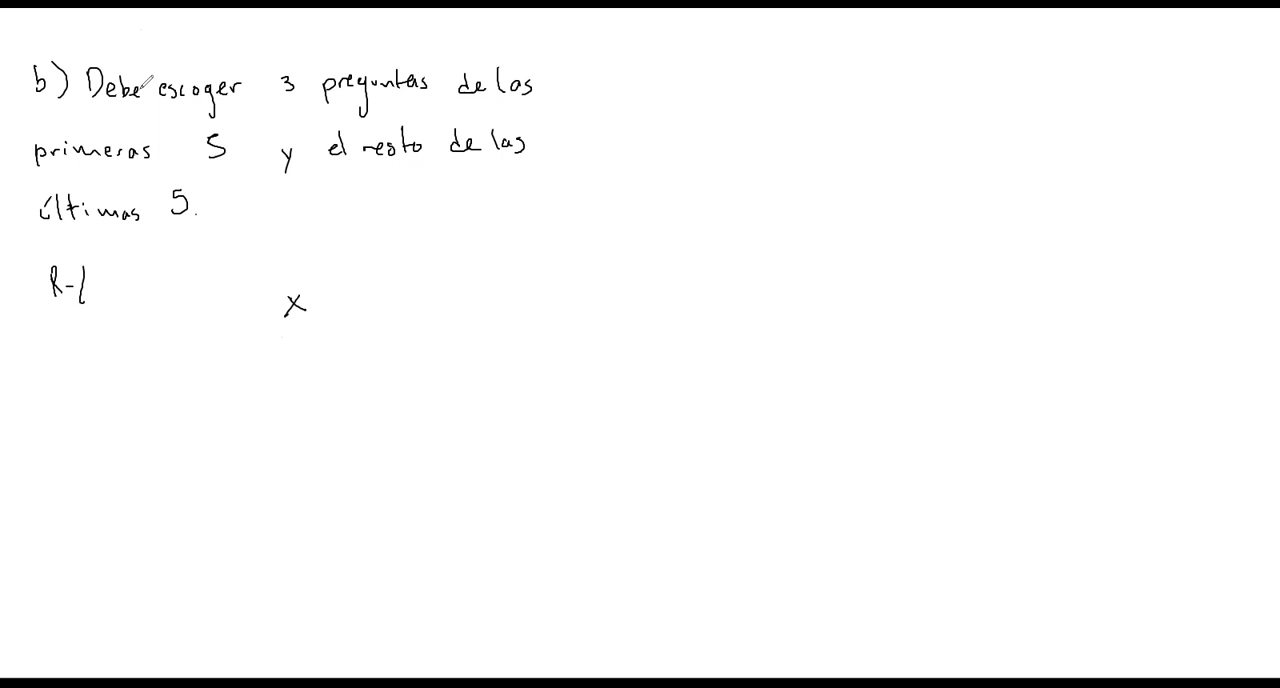 b) Debe escoger 3 preguntas de las
primeras 5 y el resto de las
últimas 5.
R-/
x